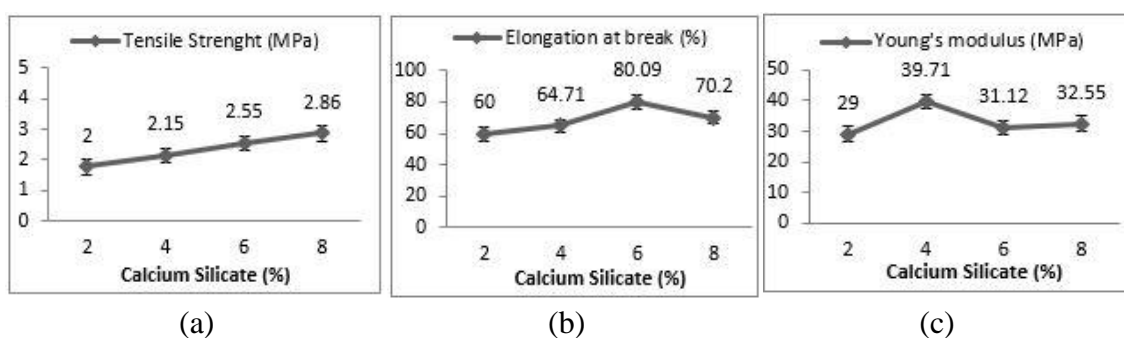 Tensile Strenght (MPa)
5
4
3
2
1
0
2
2.15
2.55
2.86
2 4 6 8
Calcium Silicate (%)
(a)
Elongation at break (%)
100
80
60
40
20
0
60
64.71
80.09
70.2
2 4 6 8
Calcium Silicate (%)
(b)
Young's modulus (MPa)
50
40
30
20
10
0
29
39.71
31.12
32.55
2 4 6 8
Calcium Silicate (%)
(c)